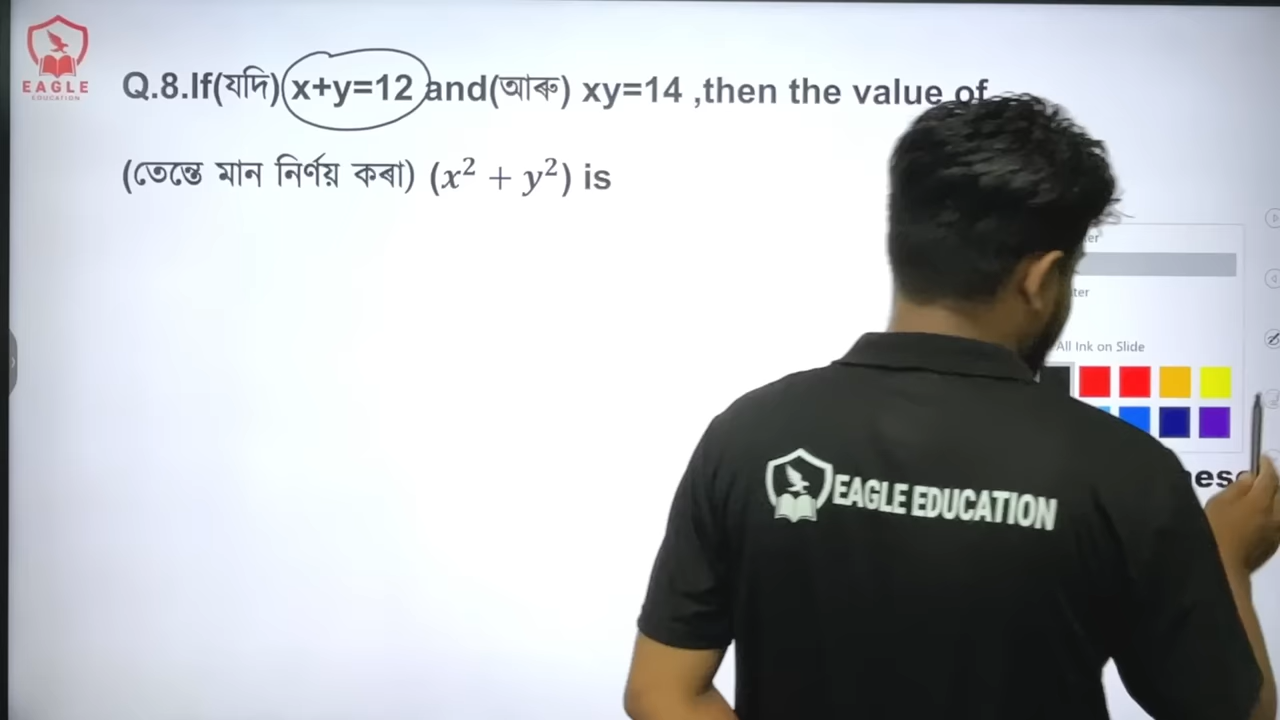 EAGLE
EDUCATION
Q.8.If(যদি) x+y=12 and(আৰু) xy=14 ,then the value of
(তেন্তে মান নিৰ্ণয় কৰা) (x² + y²) is
All Ink on Slide
EAGLE EDUCATION